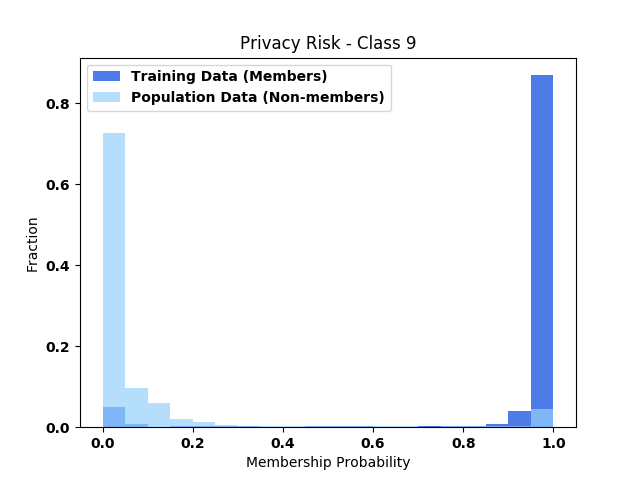 Privacy Risk - Class 9
Training Data (Members)
Population Data (Non-members)
Fraction
0.8
0.6
0.4
0.2
0.0
0.0 0.2 0.4 0.6 0.8 1.0
Membership Probability